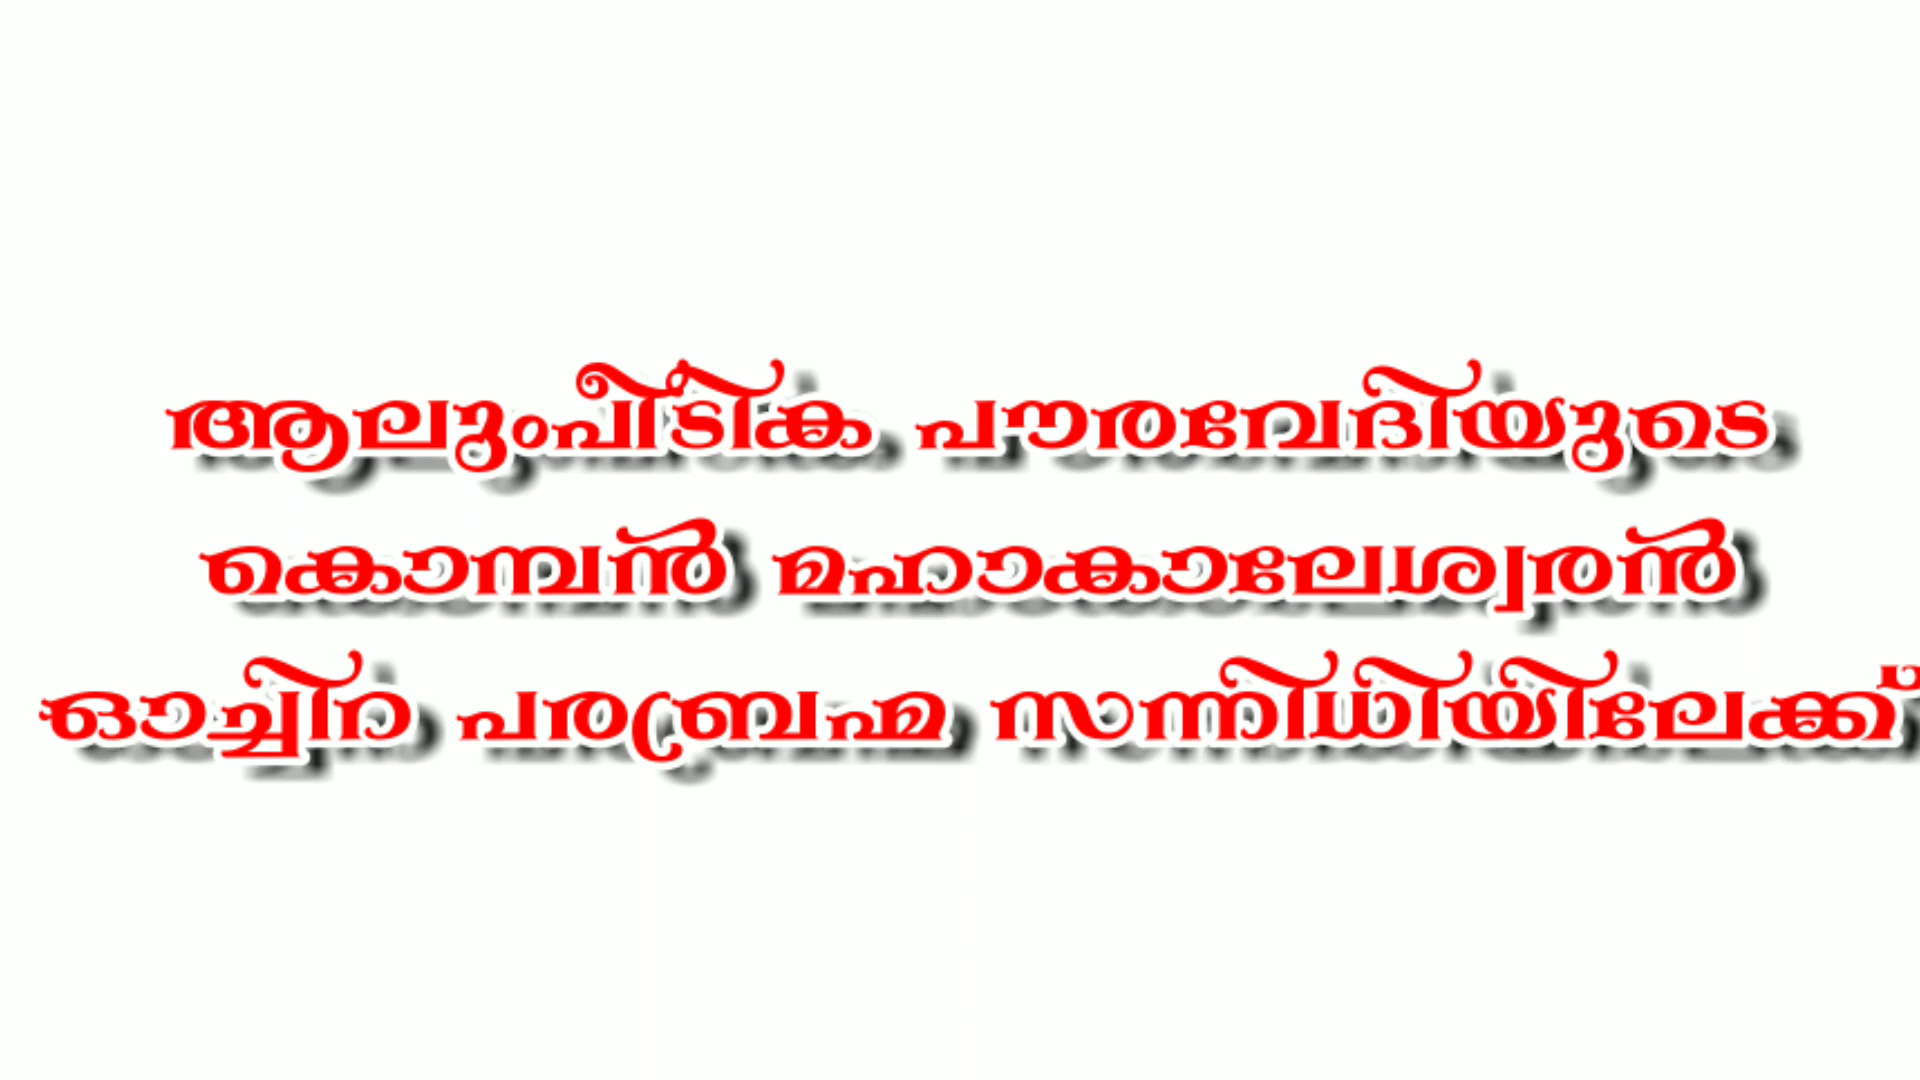 ആലുംപീടിക പൗരവേദിയുടെ
കൊമ്പൻ മഹാകാലേശ്വരൻ
ഓച്ചിറ പരബ്രഹ്മ സന്നിധിയിലേക്ക്